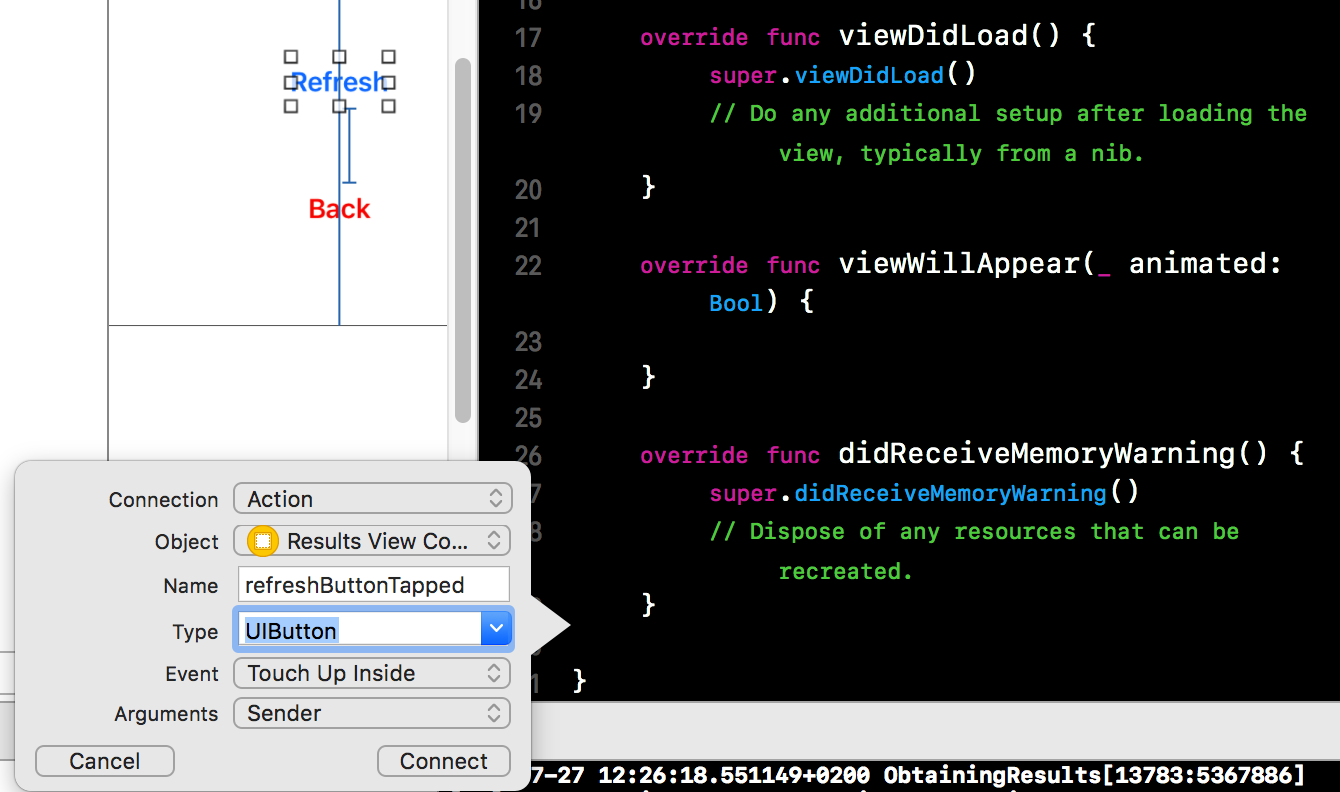 Refresh
Back
16
17 override func viewDidLoad() {
18 super.viewDidLoad()
19 // Do any additional setup after loading the
view, typically from a nib.
20 }
21
22 override func viewWillAppear(_ animated:
Bool) {
23
24 }
25
26 override func didReceiveMemoryWarning() {
7 super.didReceiveMemoryWarning()
8 // Dispose of any resources that can be
recreated.
}
1 }
Connection Action
Object Results View Co...
Name refreshButtonTapped
Type UIButton
Event Touch Up Inside
Arguments Sender
Cancel Connect
7-27 12:26:18.551149+0200 ObtainingResults[13783:5367886]